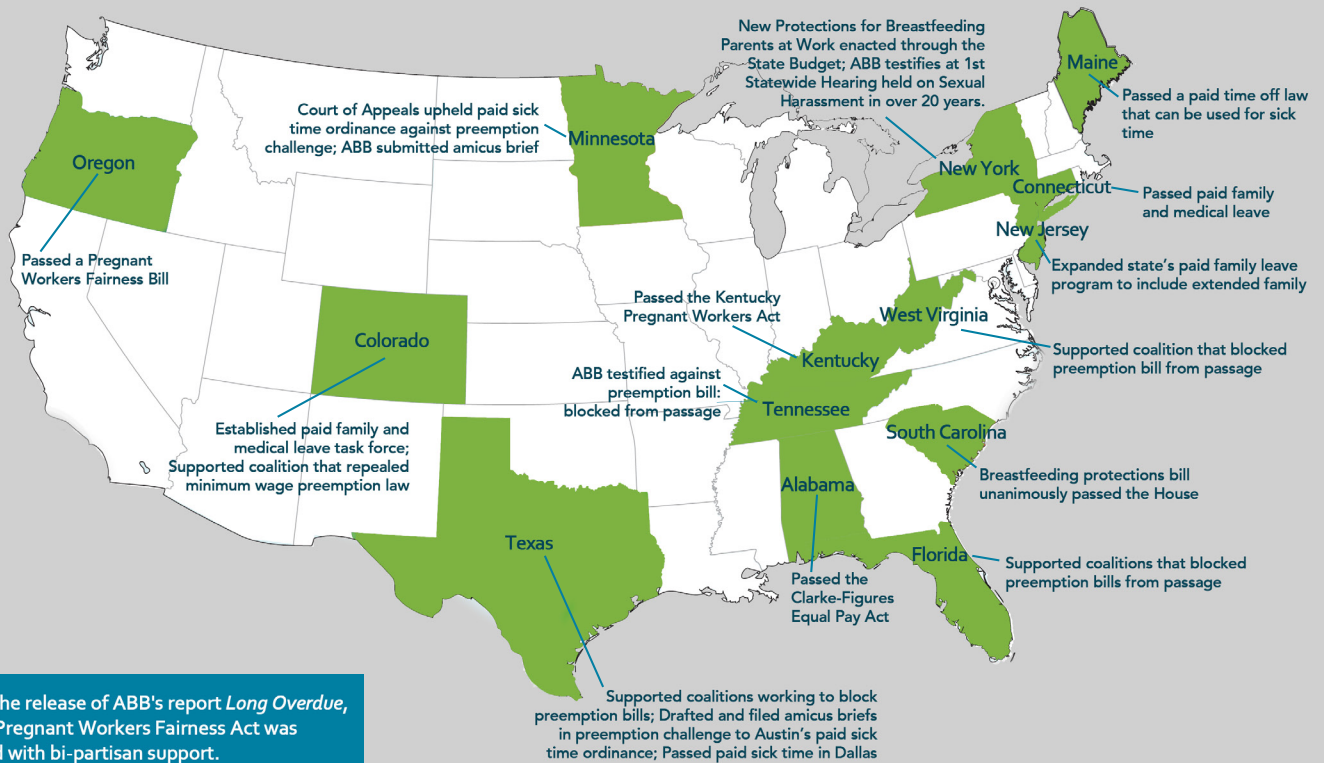 New Protections for Breastfeeding
Parents at Work enacted through the
State Budget; ABB testifies at 1st
Statewide Hearing held on Sexual
Harassment in over 20 years.
Maine
Passed a paid time off law
that can be used for sick
time
Court of Appeals upheld paid sick
time ordinance against preemption
challenge; ABB submitted amicus brief
Minnesota
Oregon
Passed a Pregnant
Workers Fairness Bill
New York
Connecticut
Passed paid family
and medical leave
New Jersey
Expanded state's paid family leave
program to include extended family
Passed the Kentucky
Pregnant Workers Act
West Virginia
Supported coalition that blocked
preemption bill from passage
Colorado
Established paid family and
medical leave task force;
Supported coalition that repealed
minimum wage preemption law
Kentucky
ABB testified against
preemption bill:
blocked from passage
Tennessee
South Carolina
Breastfeeding protections bill
unanimously passed the House
Alabama
Passed the
Clarke-Figures
Equal Pay Act
Florida
Supported coalitions that blocked
preemption bills from passage
Texas
Supported coalitions working to block
preemption bills; Drafted and filed amicus briefs
in preemption challenge to Austin's paid sick
time ordinance; Passed paid sick time in Dallas
he release of ABB's report Long Overdue,
Pregnant Workers Fairness Act was
d with bi-partisan support.